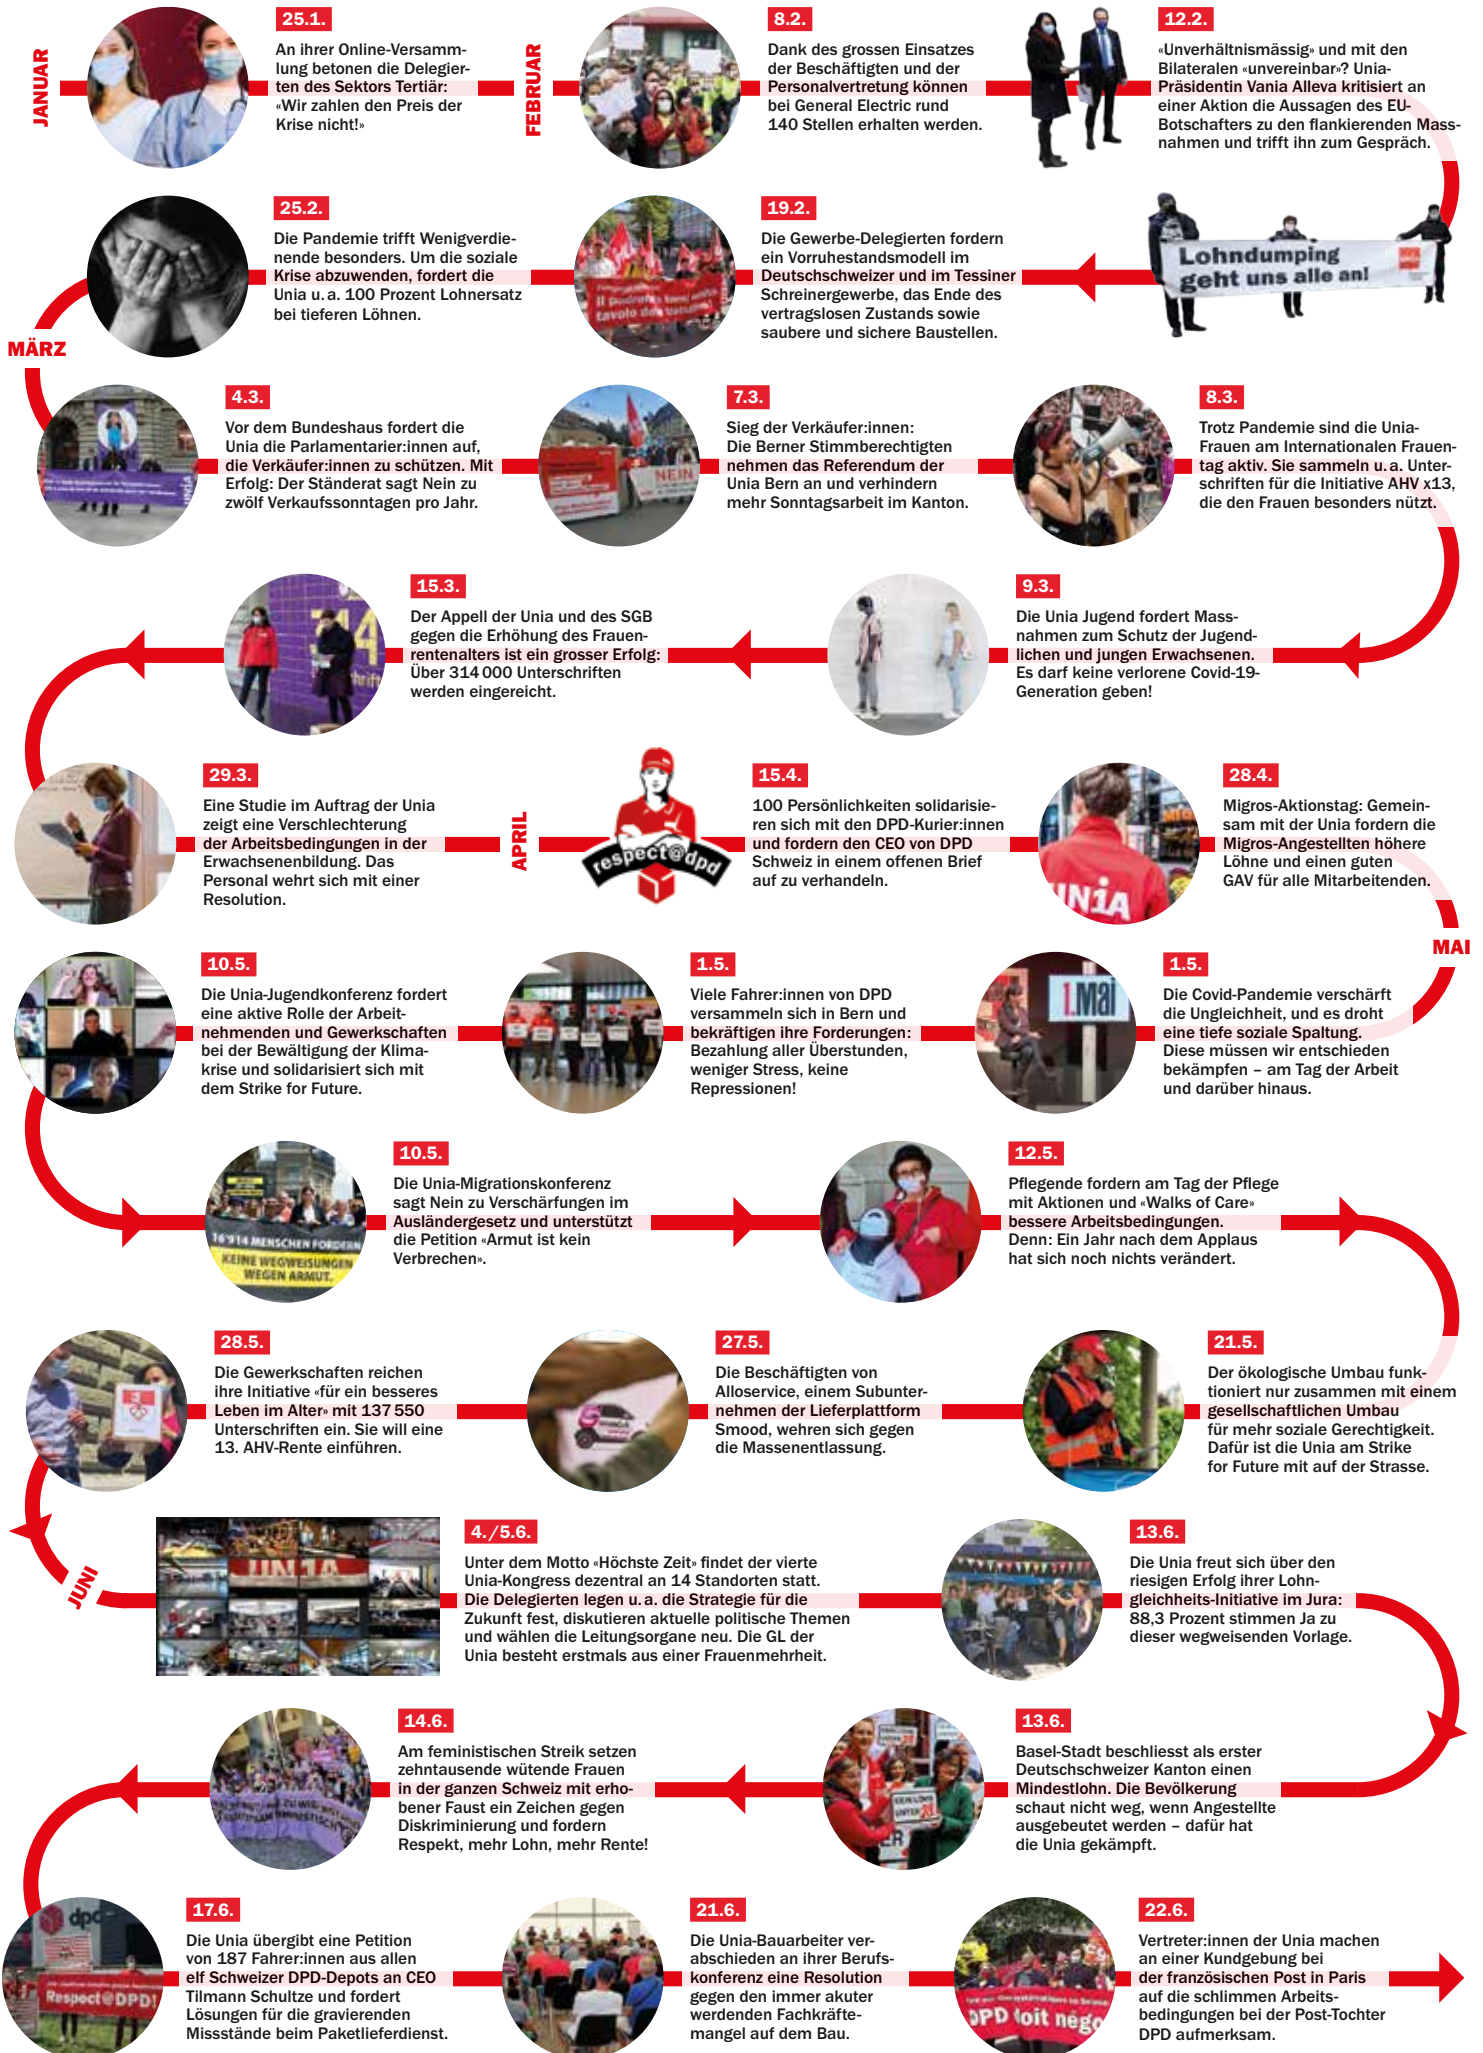 JANUAR
25.1.
An ihrer Online-Versamm-
lung betonen die Delegier-
ten des Sektors Tertiär:
«Wir zahlen den Preis der
Krise nicht!»
FEBRUAR
8.2.
Dank des grossen Einsatzes
der Beschäftigten und der
Personalvertretung können
bei General Electric rund
140 Stellen erhalten werden.
12.2.
«Unverhältnismässig» und mit den
Bilateralen «unvereinbar»? Unia-
Präsidentin Vania Alleva kritisiert an
einer Aktion die Aussagen des EU-
Botschafters zu den flankierenden Mass-
nahmen und trifft ihn zum Gespräch.
Lohndumping
geht uns alle an!
19.2.
Die Gewerbe-Delegierten fordern
ein Vorruhestandsmodell im
Deutschschweizer und im Tessiner
Schreinergewerbe, das Ende des
vertragslosen Zustands sowie
saubere und sichere Baustellen.
25.2.
Die Pandemie trifft Wenigverdie-
nende besonders. Um die soziale
Krise abzuwenden, fordert die
Unia u. a. 100 Prozent Lohnersatz
bei tieferen Löhnen.
MÄRZ
4.3.
Vor dem Bundeshaus fordert die
Unia die Parlamentarier:innen auf,
die Verkäufer:innen zu schützen. Mit
Erfolg: Der Ständerat sagt Nein zu
zwölf Verkaufssonntagen pro Jahr.
NEIN
7.3.
Sieg der Verkäufer:innen:
Die Berner Stimmberechtigten
nehmen das Referendum der
Unia Bern an und verhindern
mehr Sonntagsarbeit im Kanton.
8.3.
Trotz Pandemie sind die Unia-
Frauen am Internationalen Frauen-
tag aktiv. Sie sammeln u. a. Unter-
schriften für die Initiative AHV x13,
die den Frauen besonders nützt.
9.3.
Die Unia Jugend fordert Mass-
nahmen zum Schutz der Jugend-
lichen und jungen Erwachsenen.
Es darf keine verlorene Covid-19-
Generation geben!
15.3.
Der Appell der Unia und des SGB
gegen die Erhöhung des Frauen-
rentenalters ist ein grosser Erfolg:
Über 314 000 Unterschriften
werden eingereicht.
29.3.
Eine Studie im Auftrag der Unia
zeigt eine Verschlechterung
der Arbeitsbedingungen in der
Erwachsenenbildung. Das
Personal wehrt sich mit einer
Resolution.
APRIL
respect@dpd
15.4.
100 Persönlichkeiten solidarisie-
ren sich mit den DPD-Kurier:innen
und fordern den CEO von DPD
Schweiz in einem offenen Brief
auf zu verhandeln.
UNiA
28.4.
Migros-Aktionstag: Gemein-
sam mit der Unia fordern die
Migros-Angestellten höhere
Löhne und einen guten
GAV für alle Mitarbeitenden.
MAI
1.Mai
1.5.
Die Covid-Pandemie verschärft
die Ungleichheit, und es droht
eine tiefe soziale Spaltung.
Diese müssen wir entschieden
bekämpfen – am Tag der Arbeit
und darüber hinaus.
1.5.
Viele Fahrer:innen von DPD
versammeln sich in Bern und
bekräftigen ihre Forderungen:
Bezahlung aller Überstunden,
weniger Stress, keine
Repressionen!
10.5.
Die Unia-Jugendkonferenz fordert
eine aktive Rolle der Arbeit-
nehmenden und Gewerkschaften
bei der Bewältigung der Klima-
krise und solidarisiert sich mit
dem Strike for Future.
16'914 MENSCHEN FORDERN
KEINE WEGWEISUNGEN
WEGEN ARMUT.
10.5.
Die Unia-Migrationskonferenz
sagt Nein zu Verschärfungen im
Ausländergesetz und unterstützt
die Petition «Armut ist kein
Verbrechen».
12.5.
Pflegende fordern am Tag der Pflege
mit Aktionen und «Walks of Care»
bessere Arbeitsbedingungen.
Denn: Ein Jahr nach dem Applaus
hat sich noch nichts verändert.
21.5.
Der ökologische Umbau funk-
tioniert nur zusammen mit einem
gesellschaftlichen Umbau
für mehr soziale Gerechtigkeit.
Dafür ist die Unia am Strike
for Future mit auf der Strasse.
27.5.
Die Beschäftigten von
Alloservice, einem Subunter-
nehmen der Lieferplattform
Smood, wehren sich gegen
die Massenentlassung.
28.5.
Die Gewerkschaften reichen
ihre Initiative «für ein besseres
Leben im Alter» mit 137 550
Unterschriften ein. Sie will eine
13. AHV-Rente einführen.
JUNI
UNiA
4./5.6.
Unter dem Motto «Höchste Zeit» findet der vierte
Unia-Kongress dezentral an 14 Standorten statt.
Die Delegierten legen u. a. die Strategie für die
Zukunft fest, diskutieren aktuelle politische Themen
und wählen die Leitungsorgane neu. Die GL der
Unia besteht erstmals aus einer Frauenmehrheit.
13.6.
Die Unia freut sich über den
riesigen Erfolg ihrer Lohn-
gleichheits-Initiative im Jura:
88,3 Prozent stimmen Ja zu
dieser wegweisenden Vorlage.
KEIN LOHN
UNTER 23.-
13.6.
Basel-Stadt beschliesst als erster
Deutschschweizer Kanton einen
Mindestlohn. Die Bevölkerung
schaut nicht weg, wenn Angestellte
ausgebeutet werden – dafür hat
die Unia gekämpft.
14.6.
Am feministischen Streik setzen
zehntausende wütende Frauen
in der ganzen Schweiz mit erho-
bener Faust ein Zeichen gegen
Diskriminierung und fordern
Respekt, mehr Lohn, mehr Rente!
dpd
Respect@DPD!
17.6.
Die Unia übergibt eine Petition
von 187 Fahrer:innen aus allen
elf Schweizer DPD-Depots an CEO
Tilmann Schultze und fordert
Lösungen für die gravierenden
Missstände beim Paketlieferdienst.
21.6.
Die Unia-Bauarbeiter ver-
abschieden an ihrer Berufs-
konferenz eine Resolution
gegen den immer akuter
werdenden Fachkräfte-
mangel auf dem Bau.
DPD doit nego
22.6.
Vertreter:innen der Unia machen
an einer Kundgebung bei
der französischen Post in Paris
auf die schlimmen Arbeits-
bedingungen bei der Post-Tochter
DPD aufmerksam.